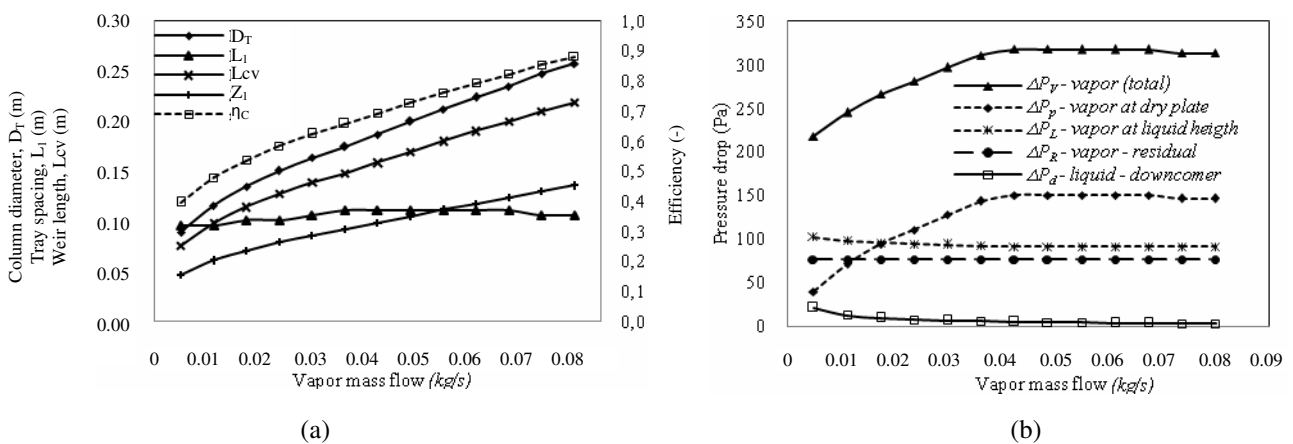 Column diameter, D_T (m)
Tray spacing, L_1 (m)
Weir length, Lcv (m)
0.30
0.25
0.20
0.15
0.10
0.05
0.00
D_T
L_1
Lcv
Z_1
η_C
1,0
0,9
0,8
0,7
0,6
0,5
0,4
0,3
0,2
0,1
0,0
Efficiency (-)
0 0.01 0.02 0.03 0.04 0.05 0.06 0.07 0.08
Vapor mass flow (kg/s)
(a)
Pressure drop (Pa)
350
300
250
200
150
100
50
0
ΔP_V - vapor (total)
ΔP_p - vapor at dry plate
ΔP_L - vapor at liquid heigth
ΔP_R - vapor - residual
ΔP_d - liquid - downcomer
0 0.01 0.02 0.03 0.04 0.05 0.06 0.07 0.08 0.09
Vapor mass flow (kg/s)
(b)